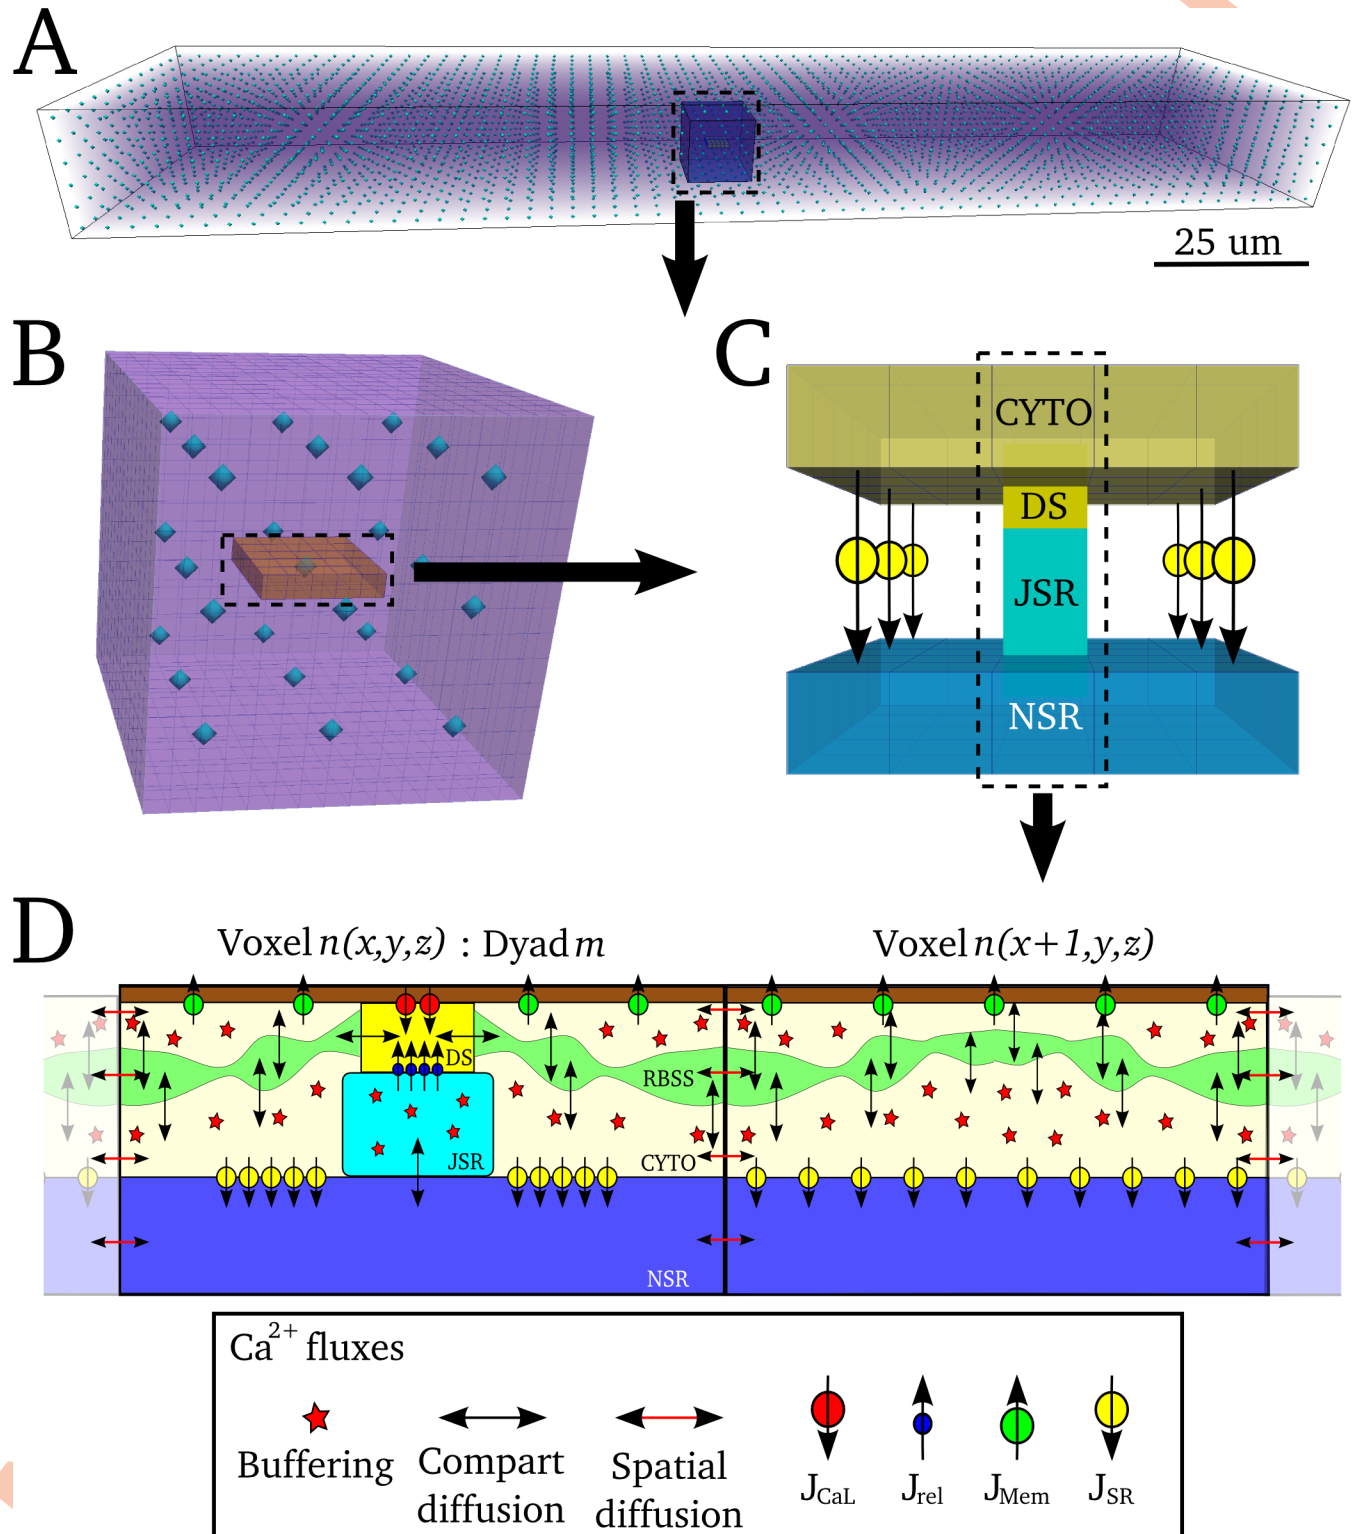 A
25 um
B
C
CYTO
DS
JSR
NSR
D
Voxel n(x,y,z) : Dyad m
Voxel n(x+1,y,z)
DS
RBSS
JSR
CYTO
NSR
Ca2+ fluxes
Buffering
Compart
diffusion
Spatial
diffusion
JCaL
Jrel
JMem
JSR